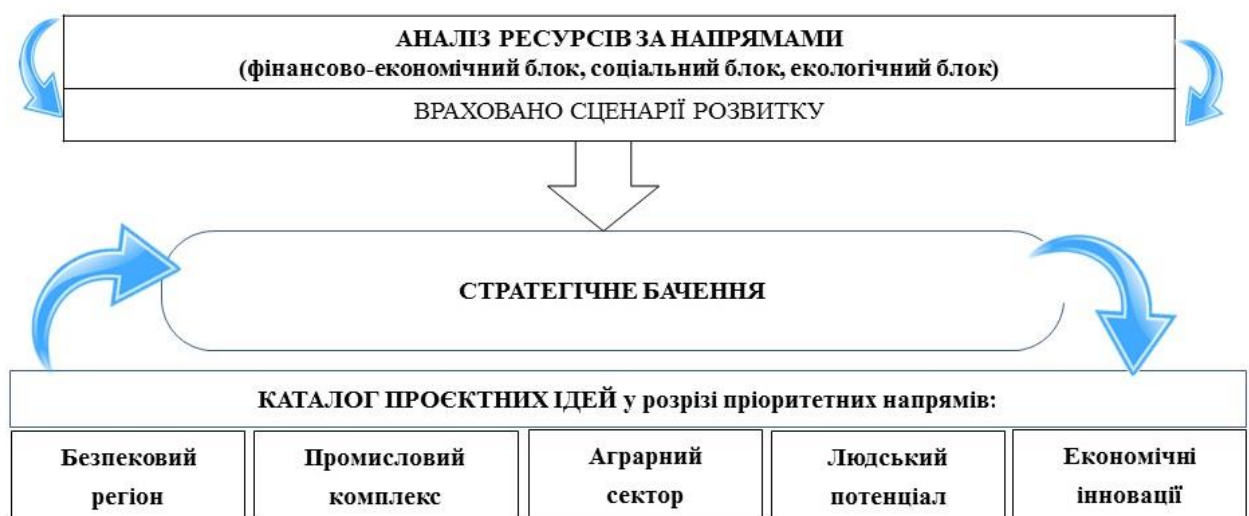 АНАЛІЗ РЕСУРСІВ ЗА НАПРЯМАМИ
(фінансово-економічний блок, соціальний блок, екологічний блок)
ВРАХОВАНО СЦЕНАРІЇ РОЗВИТКУ
СТРАТЕГІЧНЕ БАЧЕННЯ
КАТАЛОГ ПРОЄКТНИХ ІДЕЙ у розрізі пріоритетних напрямів:
Безпековий
регіон
Промисловий
комплекс
Аграрний
сектор
Людський
потенціал
Економічні
інновації